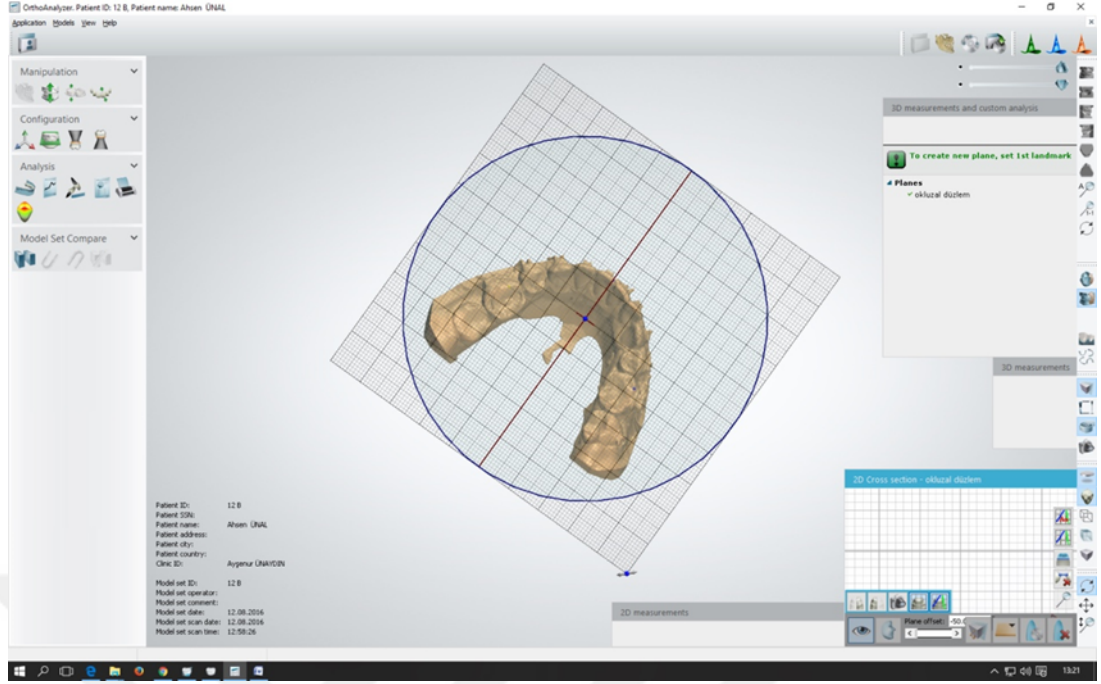 OrthoAnalyzer. Patient ID: 12 B, Patient name: Ahsen ÜNAL
Application Models View Help
Manipulation
Configuration
Analysis
Model Set Compare
3D measurements and custom analysis
To create new plane, set 1st landmark
Planes
okluzal düzlem
3D measurements
2D Cross section - okluzal düzlem
Plane offset: -50.0
2D measurements
Patient ID: 12 B
Patient SSN:
Patient name: Ahsen ÜNAL
Patient address:
Patient city:
Patient country:
Clinic ID: Ayşenur ÜNAYDIN
Model set ID: 12 B
Model set operator:
Model set comment:
Model set date: 12.08.2016
Model set scan date: 12.08.2016
Model set scan time: 12:58:26
13:21